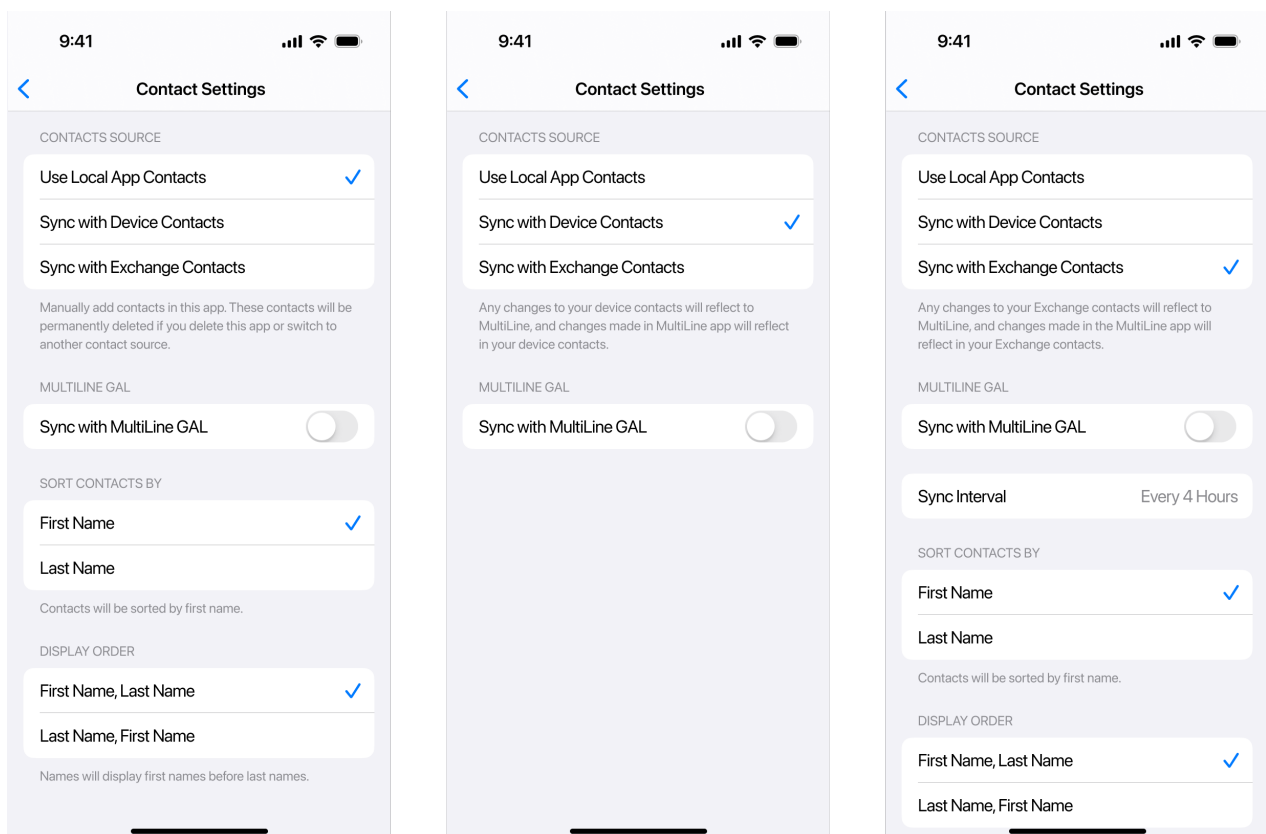 9:41
Contact Settings
CONTACTS SOURCE
Use Local App Contacts
Sync with Device Contacts
Sync with Exchange Contacts
Manually add contacts in this app. These contacts will be
permanently deleted if you delete this app or switch to
another contact source.
MULTILINE GAL
Sync with MultiLine GAL
SORT CONTACTS BY
First Name
Last Name
Contacts will be sorted by first name.
DISPLAY ORDER
First Name, Last Name
Last Name, First Name
Names will display first names before last names.
9:41
Contact Settings
CONTACTS SOURCE
Use Local App Contacts
Sync with Device Contacts
Sync with Exchange Contacts
Any changes to your device contacts will reflect to
MultiLine, and changes made in MultiLine app will reflect
in your device contacts.
MULTILINE GAL
Sync with MultiLine GAL
9:41
Contact Settings
CONTACTS SOURCE
Use Local App Contacts
Sync with Device Contacts
Sync with Exchange Contacts
Any changes to your Exchange contacts will reflect to
MultiLine, and changes made in the MultiLine app will
reflect in your Exchange contacts.
MULTILINE GAL
Sync with MultiLine GAL
Sync Interval Every 4 Hours
SORT CONTACTS BY
First Name
Last Name
Contacts will be sorted by first name.
DISPLAY ORDER
First Name, Last Name
Last Name, First Name